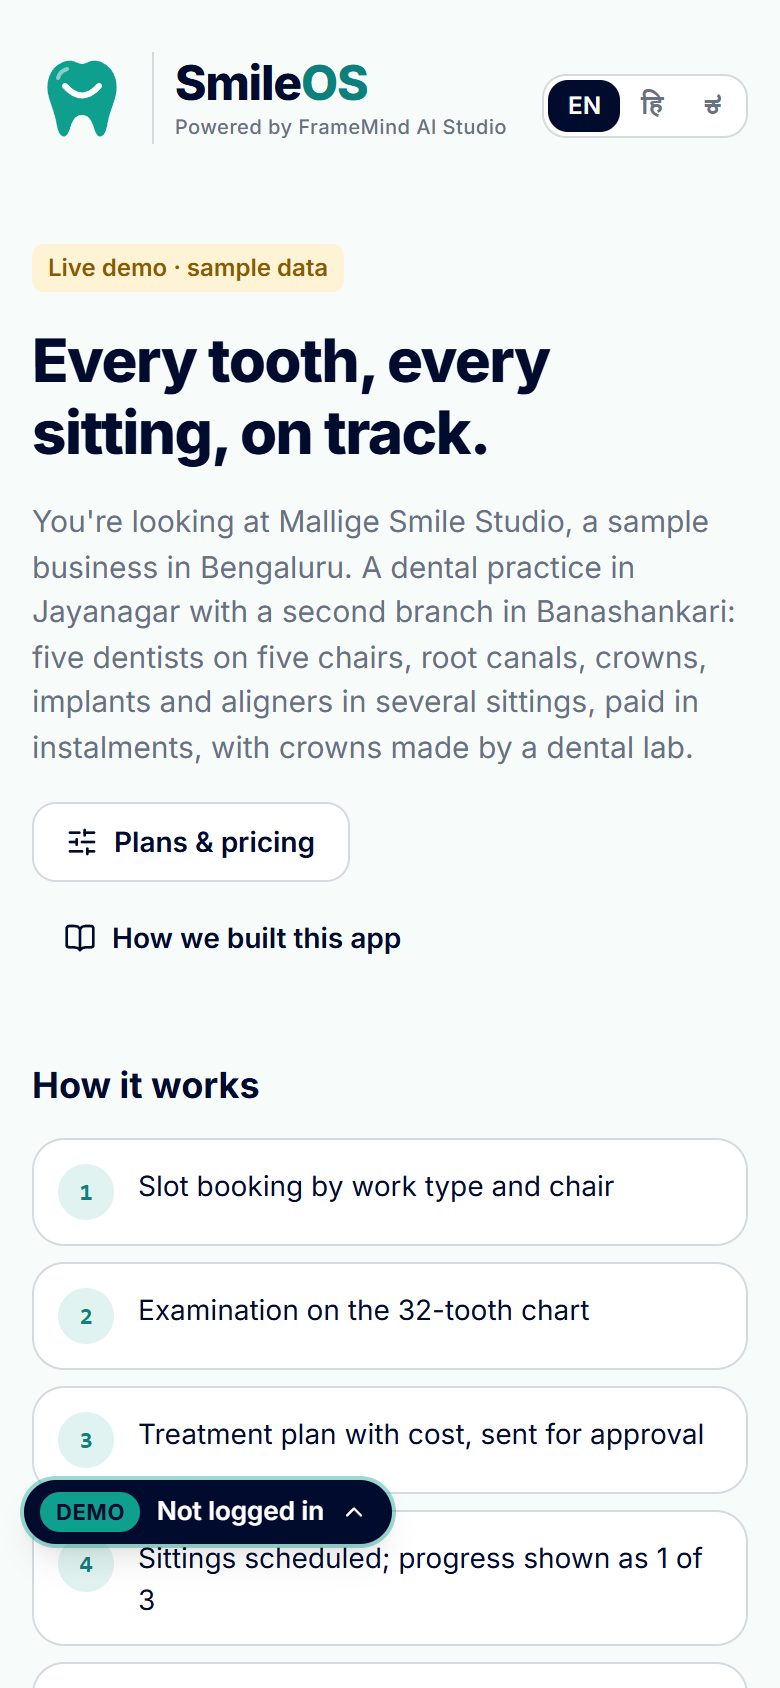 SmileOS
Powered by FrameMind AI Studio
EN हि ಕ
Live demo · sample data
Every tooth, every
sitting, on track.
You're looking at Mallige Smile Studio, a sample
business in Bengaluru. A dental practice in
Jayanagar with a second branch in Banashankari:
five dentists on five chairs, root canals, crowns,
implants and aligners in several sittings, paid in
instalments, with crowns made by a dental lab.
Plans & pricing
How we built this app
How it works
1 Slot booking by work type and chair
2 Examination on the 32-tooth chart
3 Treatment plan with cost, sent for approval
DEMO Not logged in
4 Sittings scheduled; progress shown as 1 of
3